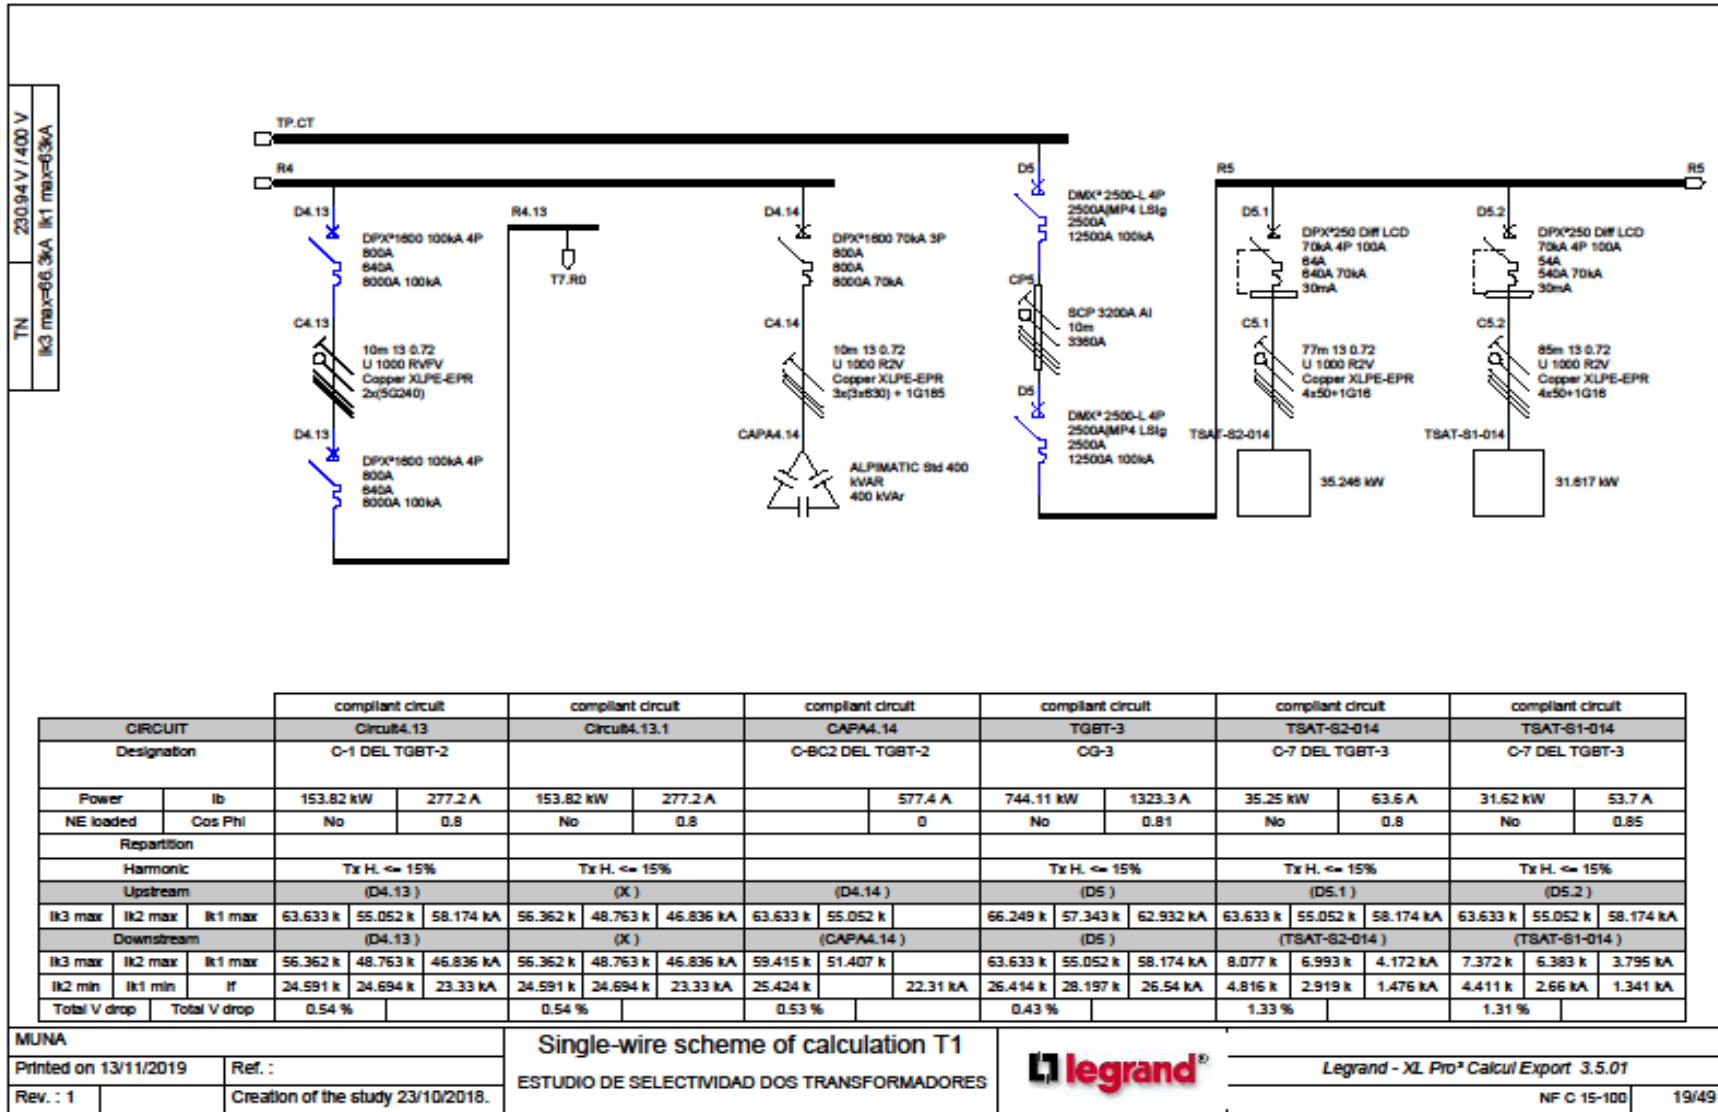 230.94 V / 400 V
TN
Ik3 max=66.3kA Ik1 max=63kA
TP.CT
R4
D4.13
DPX³1600 100kA 4P
800A
640A
8000A 100kA
C4.13
10m 13 0.72
U 1000 RVFV
Copper XLPE-EPR
2x(5G240)
D4.13
DPX³1600 100kA 4P
800A
640A
8000A 100kA
R4.13
T7.R0
D4.14
DPX³1600 70kA 3P
800A
800A
8000A 70kA
C4.14
10m 13 0.72
U 1000 R2V
Copper XLPE-EPR
3x(3x630) + 1G185
CAPA4.14
ALPIMATIC Std 400
kVAR
400 kVAr
D5
DMX³ 2500-L 4P
2500A|MP4 LSIg
2500A
12500A 100kA
CP5
SCP 3200A Al
10m
3360A
D5
DMX³ 2500-L 4P
2500A|MP4 LSIg
2500A
12500A 100kA
R5
R5
D5.1
DPX³250 Diff LCD
70kA 4P 100A
64A
640A 70kA
30mA
C5.1
77m 13 0.72
U 1000 R2V
Copper XLPE-EPR
4x50+1G16
TSAT-S2-014
35.246 kW
D5.2
DPX³250 Diff LCD
70kA 4P 100A
54A
540A 70kA
30mA
C5.2
85m 13 0.72
U 1000 R2V
Copper XLPE-EPR
4x50+1G16
TSAT-S1-014
31.617 kW
compliant circuit compliant circuit compliant circuit compliant circuit compliant circuit compliant circuit
CIRCUIT Circuit4.13 Circuit4.13.1 CAPA4.14 TGBT-3 TSAT-S2-014 TSAT-S1-014
Designation C-1 DEL TGBT-2 C-BC2 DEL TGBT-2 CG-3 C-7 DEL TGBT-3 C-7 DEL TGBT-3
Power Ib 153.82 kW 277.2 A 153.82 kW 277.2 A 577.4 A 744.11 kW 1323.3 A 35.25 kW 63.6 A 31.62 kW 53.7 A
NE loaded Cos Phi No 0.8 No 0.8 0 No 0.81 No 0.8 No 0.85
Repartition
Harmonic Tx H. <= 15% Tx H. <= 15% Tx H. <= 15% Tx H. <= 15% Tx H. <= 15%
Upstream (D4.13 ) (X ) (D4.14 ) (D5 ) (D5.1 ) (D5.2 )
Ik3 max Ik2 max Ik1 max 63.633 k 55.052 k 58.174 kA 56.362 k 48.763 k 46.836 kA 63.633 k 55.052 k 66.249 k 57.343 k 62.932 kA 63.633 k 55.052 k 58.174 kA 63.633 k 55.052 k 58.174 kA
Downstream (D4.13 ) (X ) (CAPA4.14 ) (D5 ) (TSAT-S2-014 ) (TSAT-S1-014 )
Ik3 max Ik2 max Ik1 max 56.362 k 48.763 k 46.836 kA 56.362 k 48.763 k 46.836 kA 59.415 k 51.407 k 63.633 k 55.052 k 58.174 kA 8.077 k 6.993 k 4.172 kA 7.372 k 6.383 k 3.795 kA
Ik2 min Ik1 min If 24.591 k 24.694 k 23.33 kA 24.591 k 24.694 k 23.33 kA 25.424 k 22.31 kA 26.414 k 28.197 k 26.54 kA 4.816 k 2.919 k 1.476 kA 4.411 k 2.66 kA 1.341 kA
Total V drop Total V drop 0.54 % 0.54 % 0.53 % 0.43 % 1.33 % 1.31 %
MUNA
Printed on 13/11/2019 Ref. :
Rev. : 1 Creation of the study 23/10/2018.
Single-wire scheme of calculation T1
ESTUDIO DE SELECTIVIDAD DOS TRANSFORMADORES
legrand®
Legrand - XL Pro³ Calcul Export 3.5.01
NF C 15-100 19/49